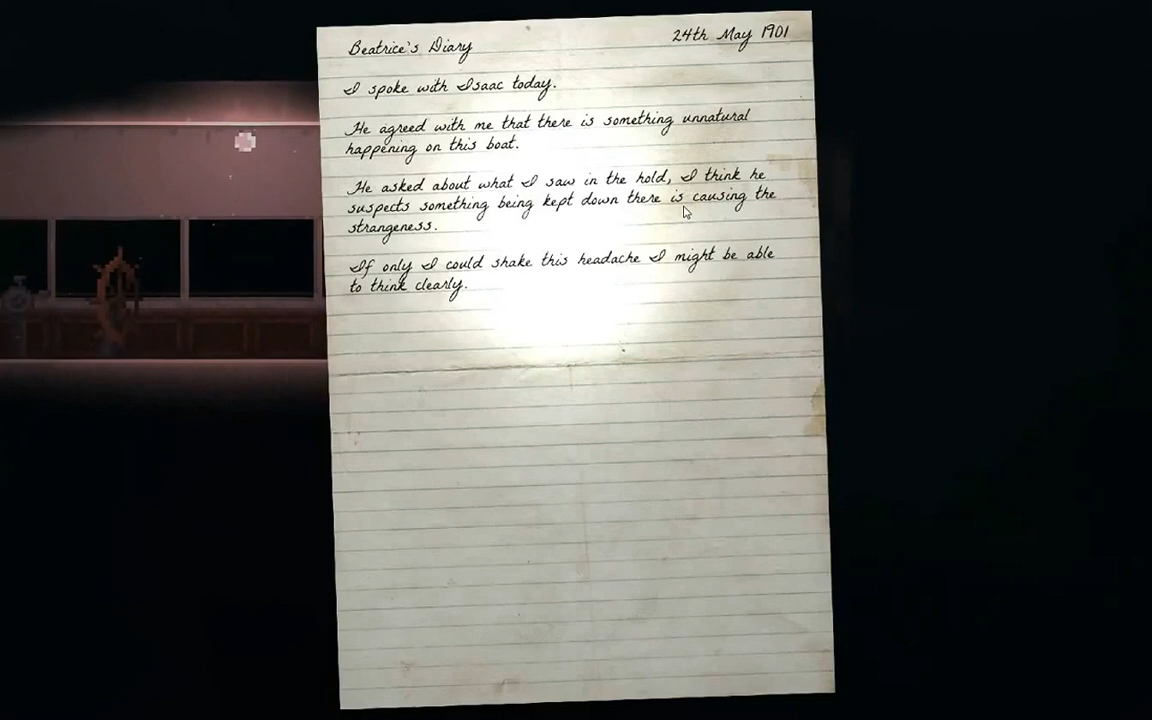 Beatrice's Diary
24th May 1901
I spoke with Isaac today.
He agreed with me that there is something unnatural
happening on this boat.
He asked about what I saw in the hold, I think he
suspects something being kept down there is causing the
strangeness.
If only I could shake this headache I might be able
to think clearly.